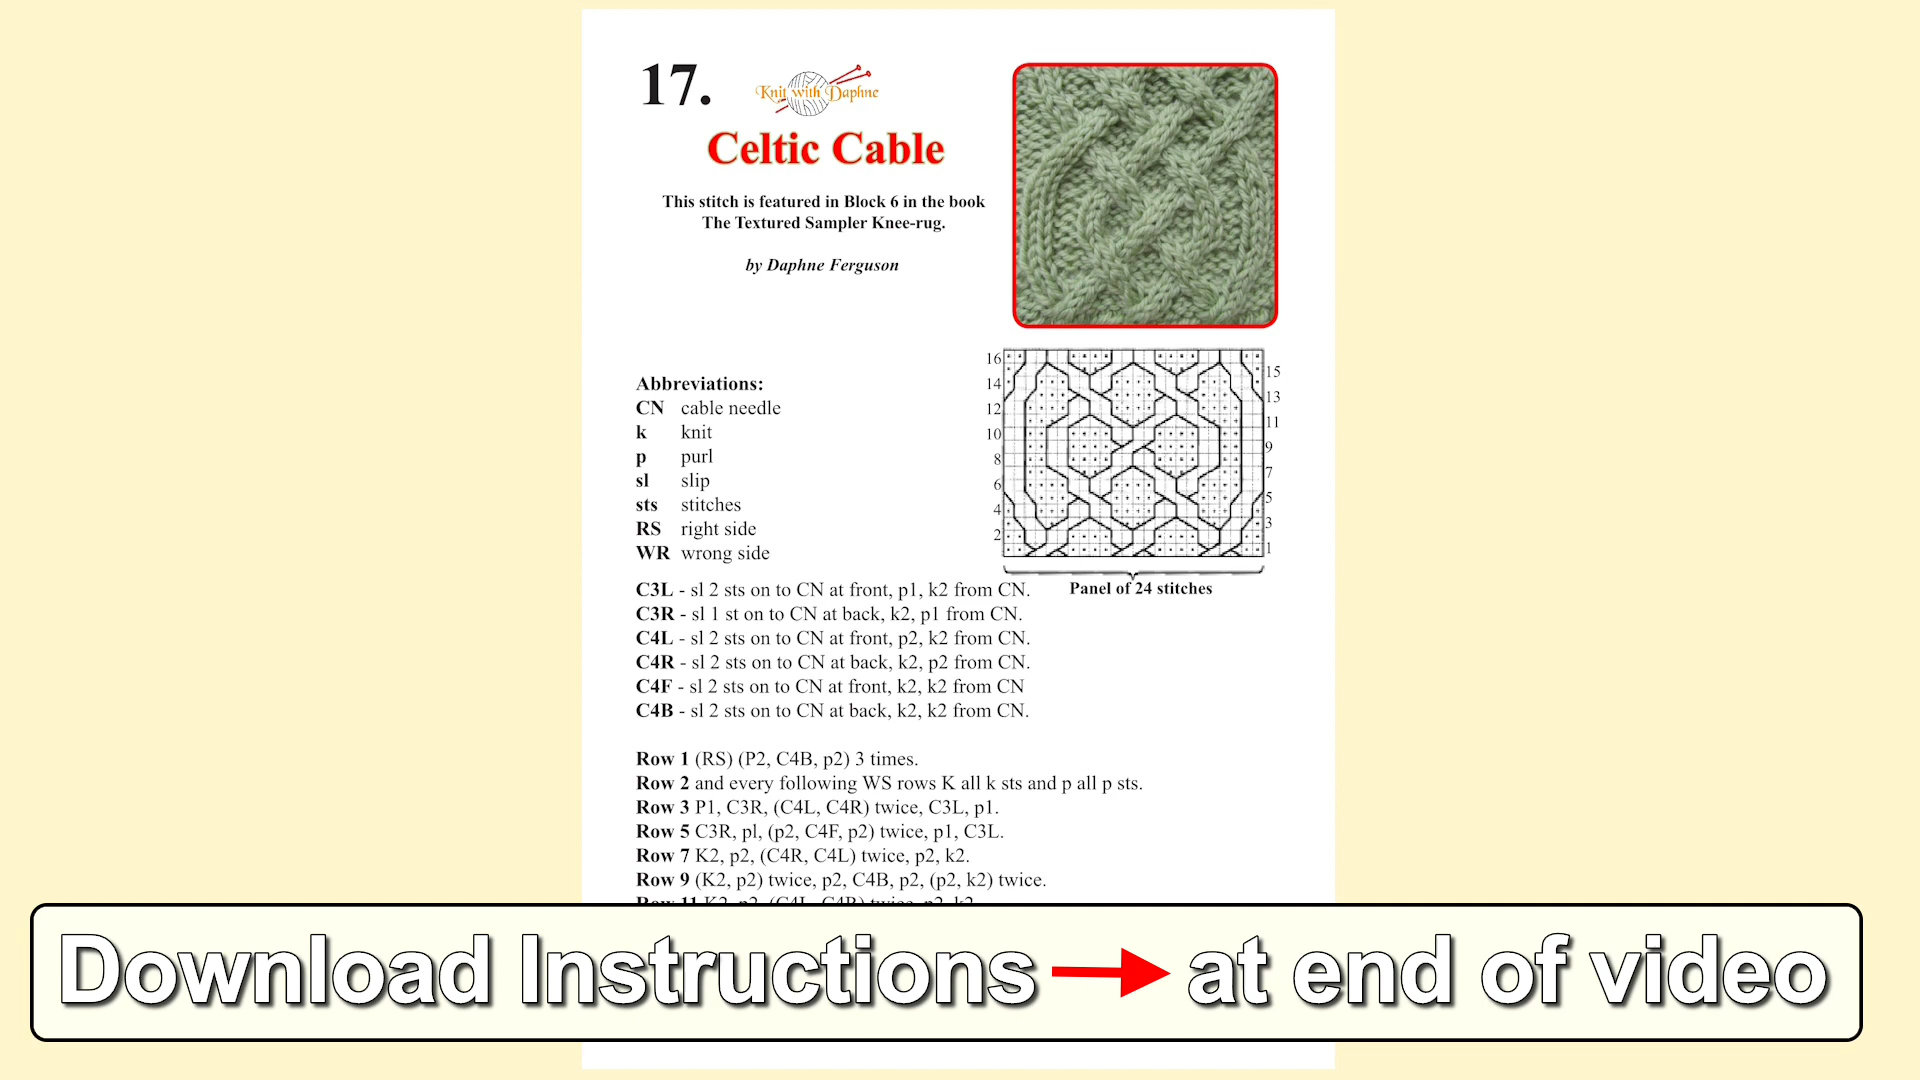 17.
Knit with Daphne
Celtic Cable
This stitch is featured in Block 6 in the book
The Textured Sampler Knee-rug.
by Daphne Ferguson
Abbreviations:
CN cable needle
k knit
p purl
sl slip
sts stitches
RS right side
WR wrong side
16
15
14
13
12
11
10
9
8
7
6
5
4
3
2
1
Panel of 24 stitches
C3L - sl 2 sts on to CN at front, p1, k2 from CN.
C3R - sl 1 st on to CN at back, k2, p1 from CN.
C4L - sl 2 sts on to CN at front, p2, k2 from CN.
C4R - sl 2 sts on to CN at back, k2, p2 from CN.
C4F - sl 2 sts on to CN at front, k2, k2 from CN
C4B - sl 2 sts on to CN at back, k2, k2 from CN.
Row 1 (RS) (P2, C4B, p2) 3 times.
Row 2 and every following WS rows K all k sts and p all p sts.
Row 3 P1, C3R, (C4L, C4R) twice, C3L, p1.
Row 5 C3R, pl, (p2, C4F, p2) twice, p1, C3L.
Row 7 K2, p2, (C4R, C4L) twice, p2, k2.
Row 9 (K2, p2) twice, p2, C4B, p2, (p2, k2) twice.
Row 11 K2, p2, (C4L, C4R) twice, p2, k2.
Download Instructions → at end of video